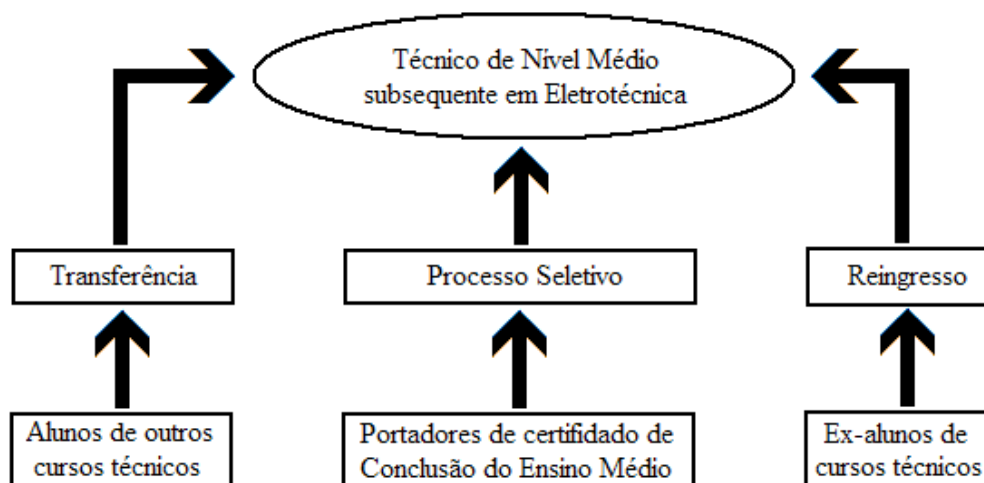 Técnico de Nível Médio
subsequente em Eletrotécnica
Transferência
Processo Seletivo
Reingresso
Alunos de outros
cursos técnicos
Portadores de certifidado de
Conclusão do Ensino Médio
Ex-alunos de
cursos técnicos